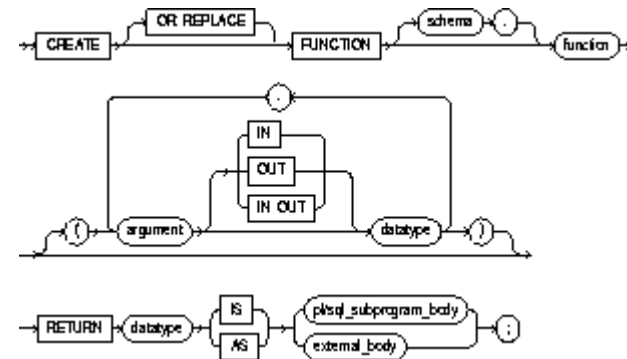 OR REPLACE
schema .
CREATE FUNCTION function
,
IN
OUT
IN OUT
( argument datatype )
IS pl/sql_subprogram_body
RETURN datatype ;
AS external_body